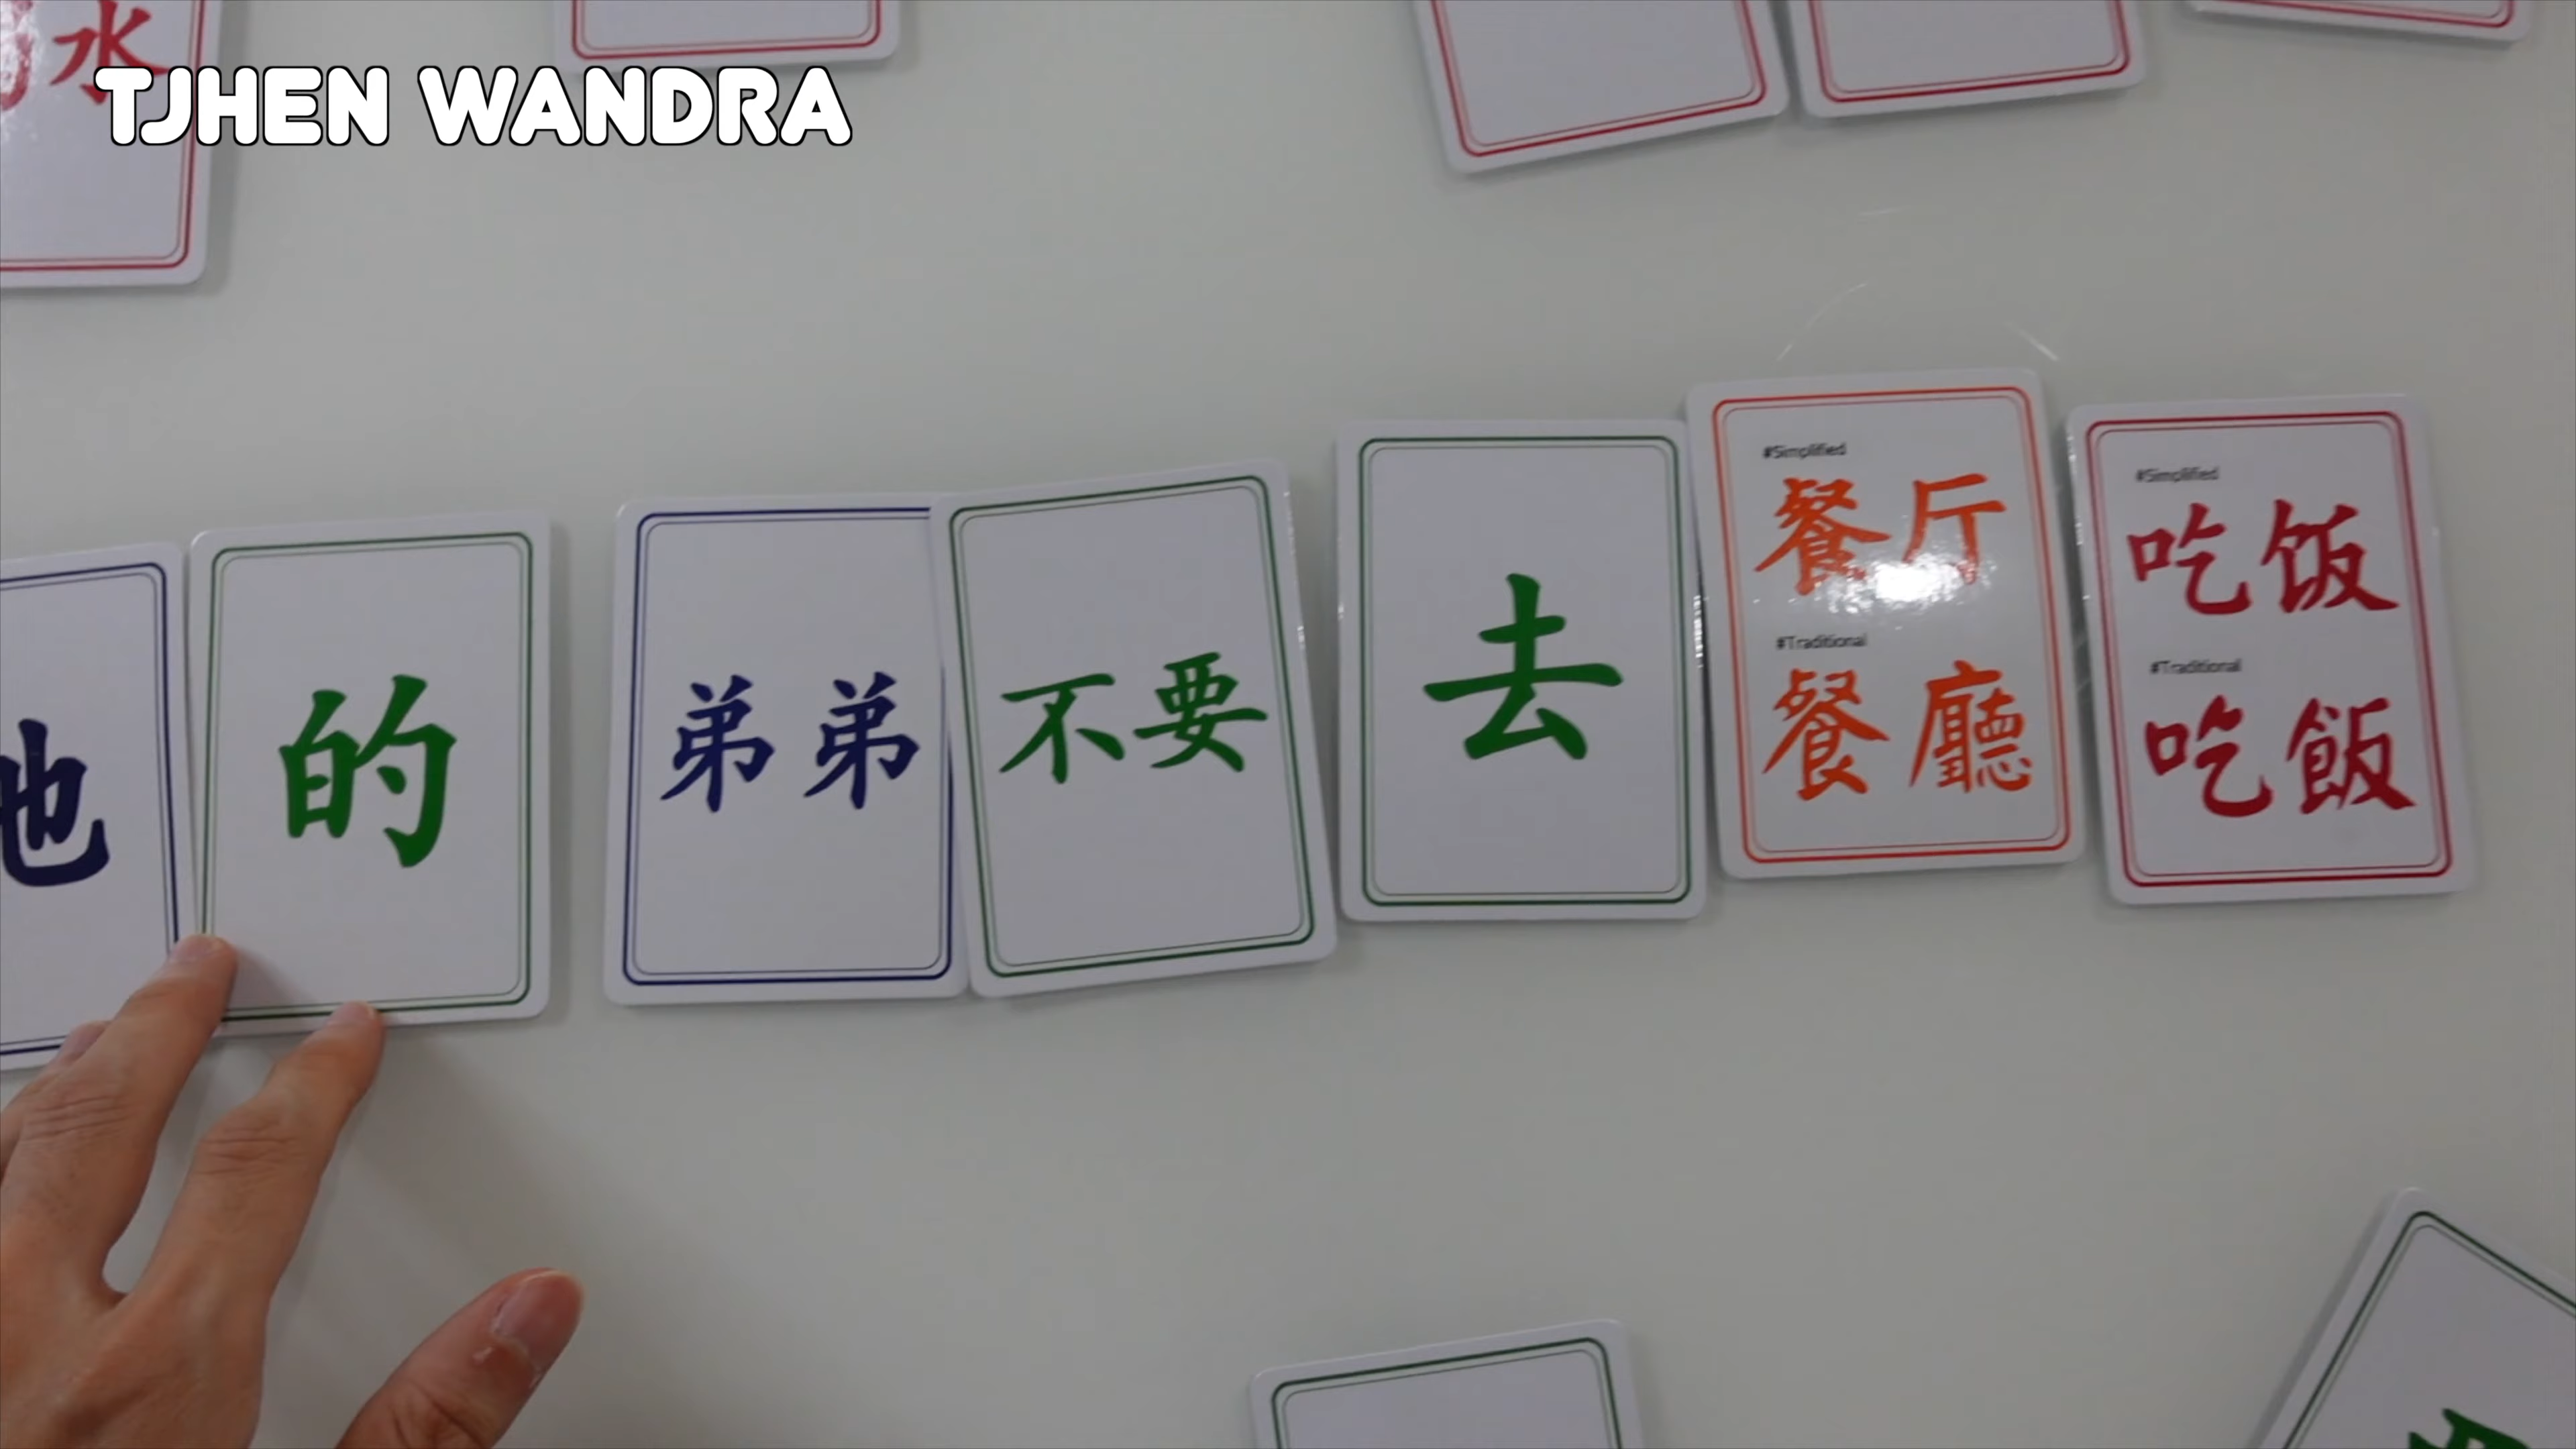 水
TJHEN WANDRA
的
弟弟
不要
去
#Simplified
餐厅
#Traditional
餐廳
#Simplified
吃饭
#Traditional
吃飯